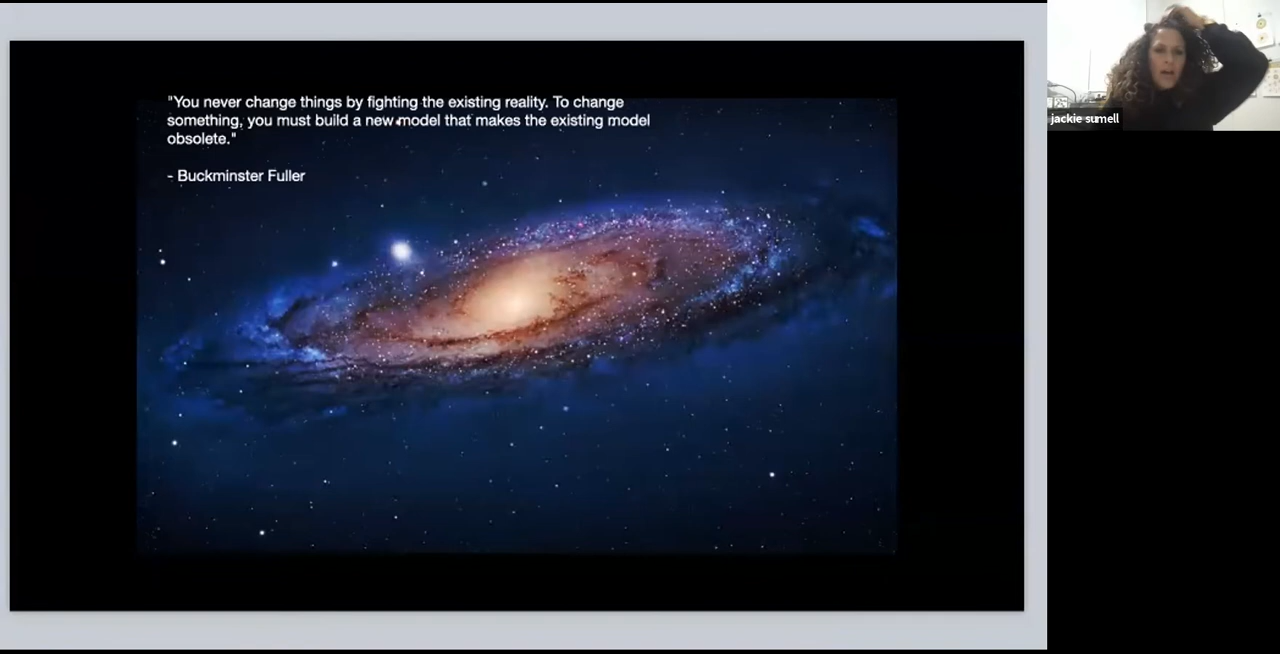 "You never change things by fighting the existing reality. To change
something, you must build a new model that makes the existing model
obsolete."
- Buckminster Fuller
jackie sumell